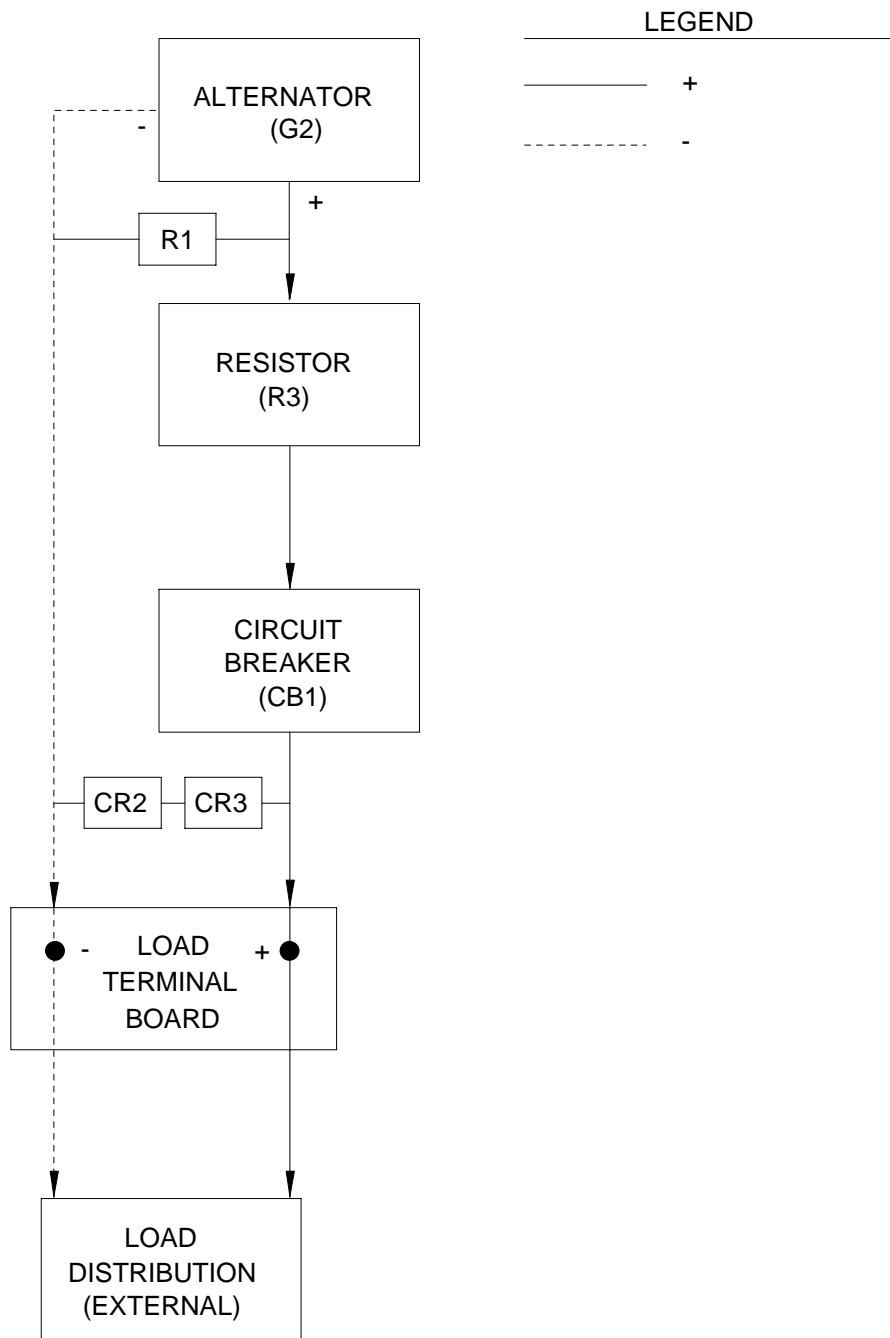 LEGEND
+
-
ALTERNATOR
(G2)
-
+
R1
RESISTOR
(R3)
CIRCUIT
BREAKER
(CB1)
CR2 CR3
- LOAD +
TERMINAL
BOARD
LOAD
DISTRIBUTION
(EXTERNAL)